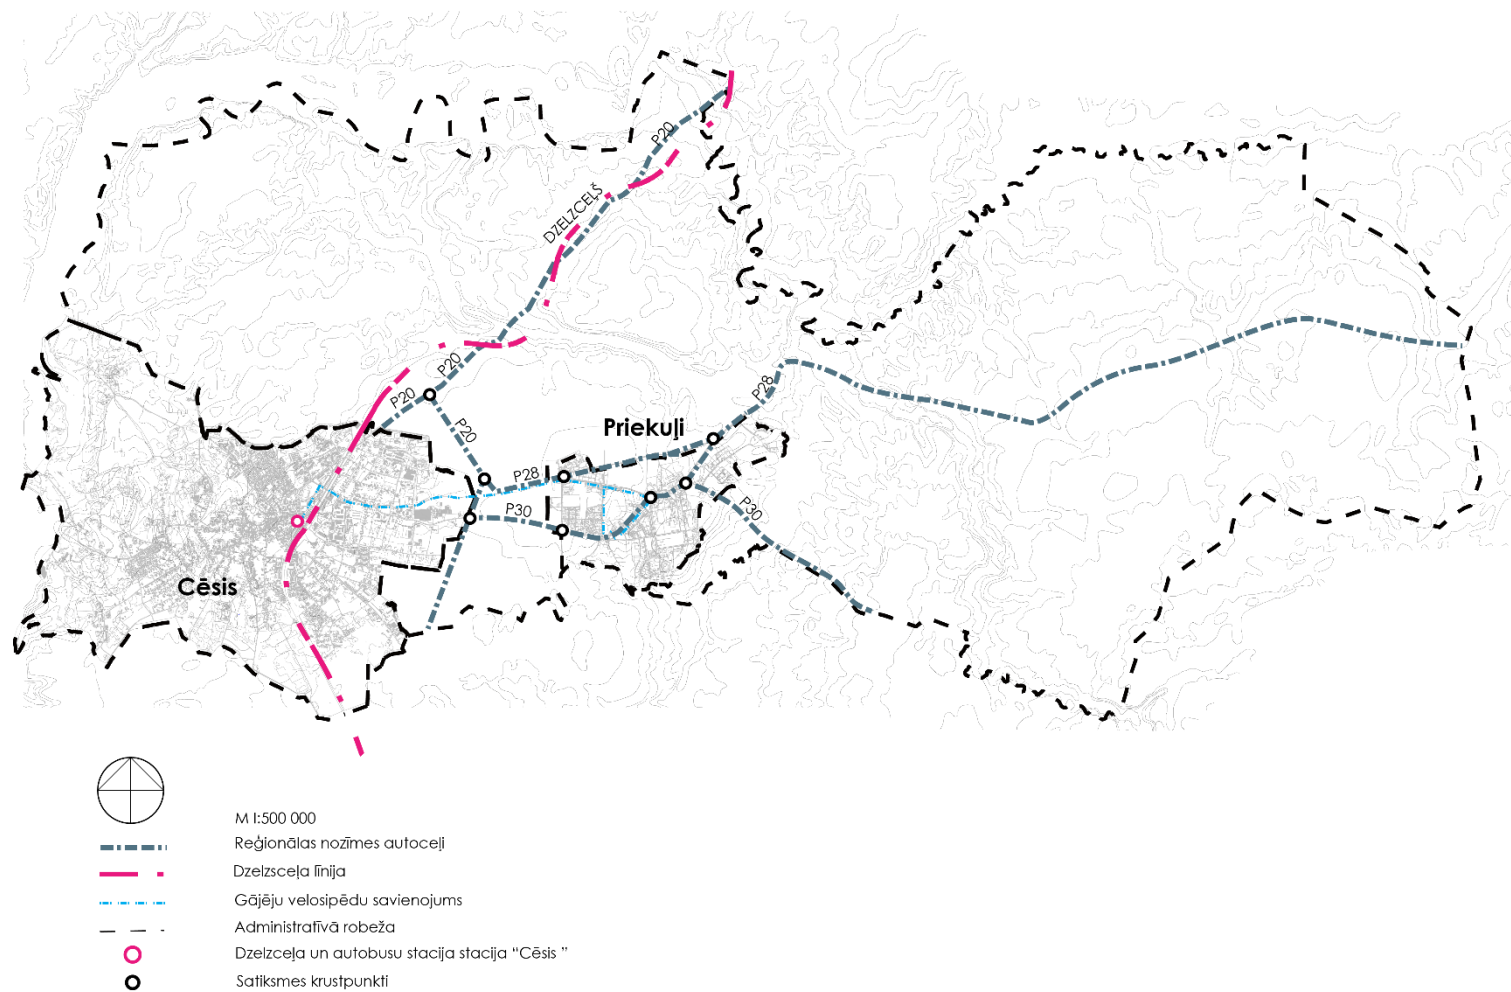 P20
DZELZCEĻŠ
P20
P20
P28
P20
Priekuļi
P28
P30
P30
Cēsis
M 1:500 000
Reģionālas nozīmes autoceļi
Dzelzsceļa līnija
Gājēju velosipēdu savienojums
Administratīvā robeža
Dzelzceļa un autobusu stacija stacija “Cēsis ”
Satiksmes krustpunkti